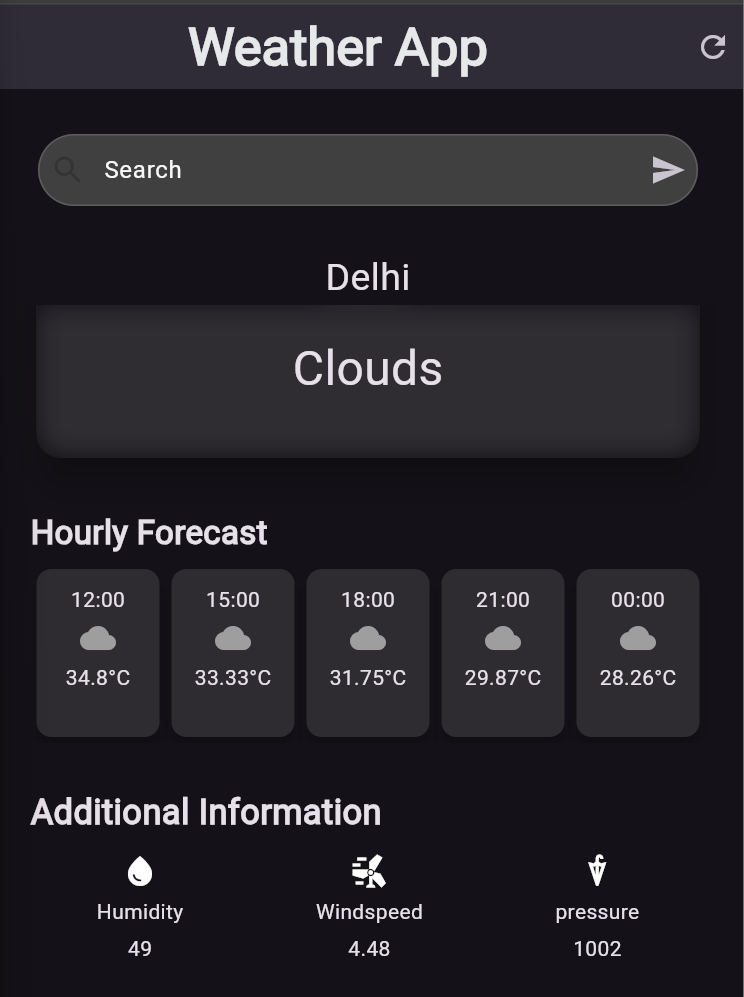 Weather App
Search
Delhi
Clouds
Hourly Forecast
12:00 15:00 18:00 21:00 00:00
34.8°C 33.33°C 31.75°C 29.87°C 28.26°C
Additional Information
Humidity Windspeed pressure
49 4.48 1002